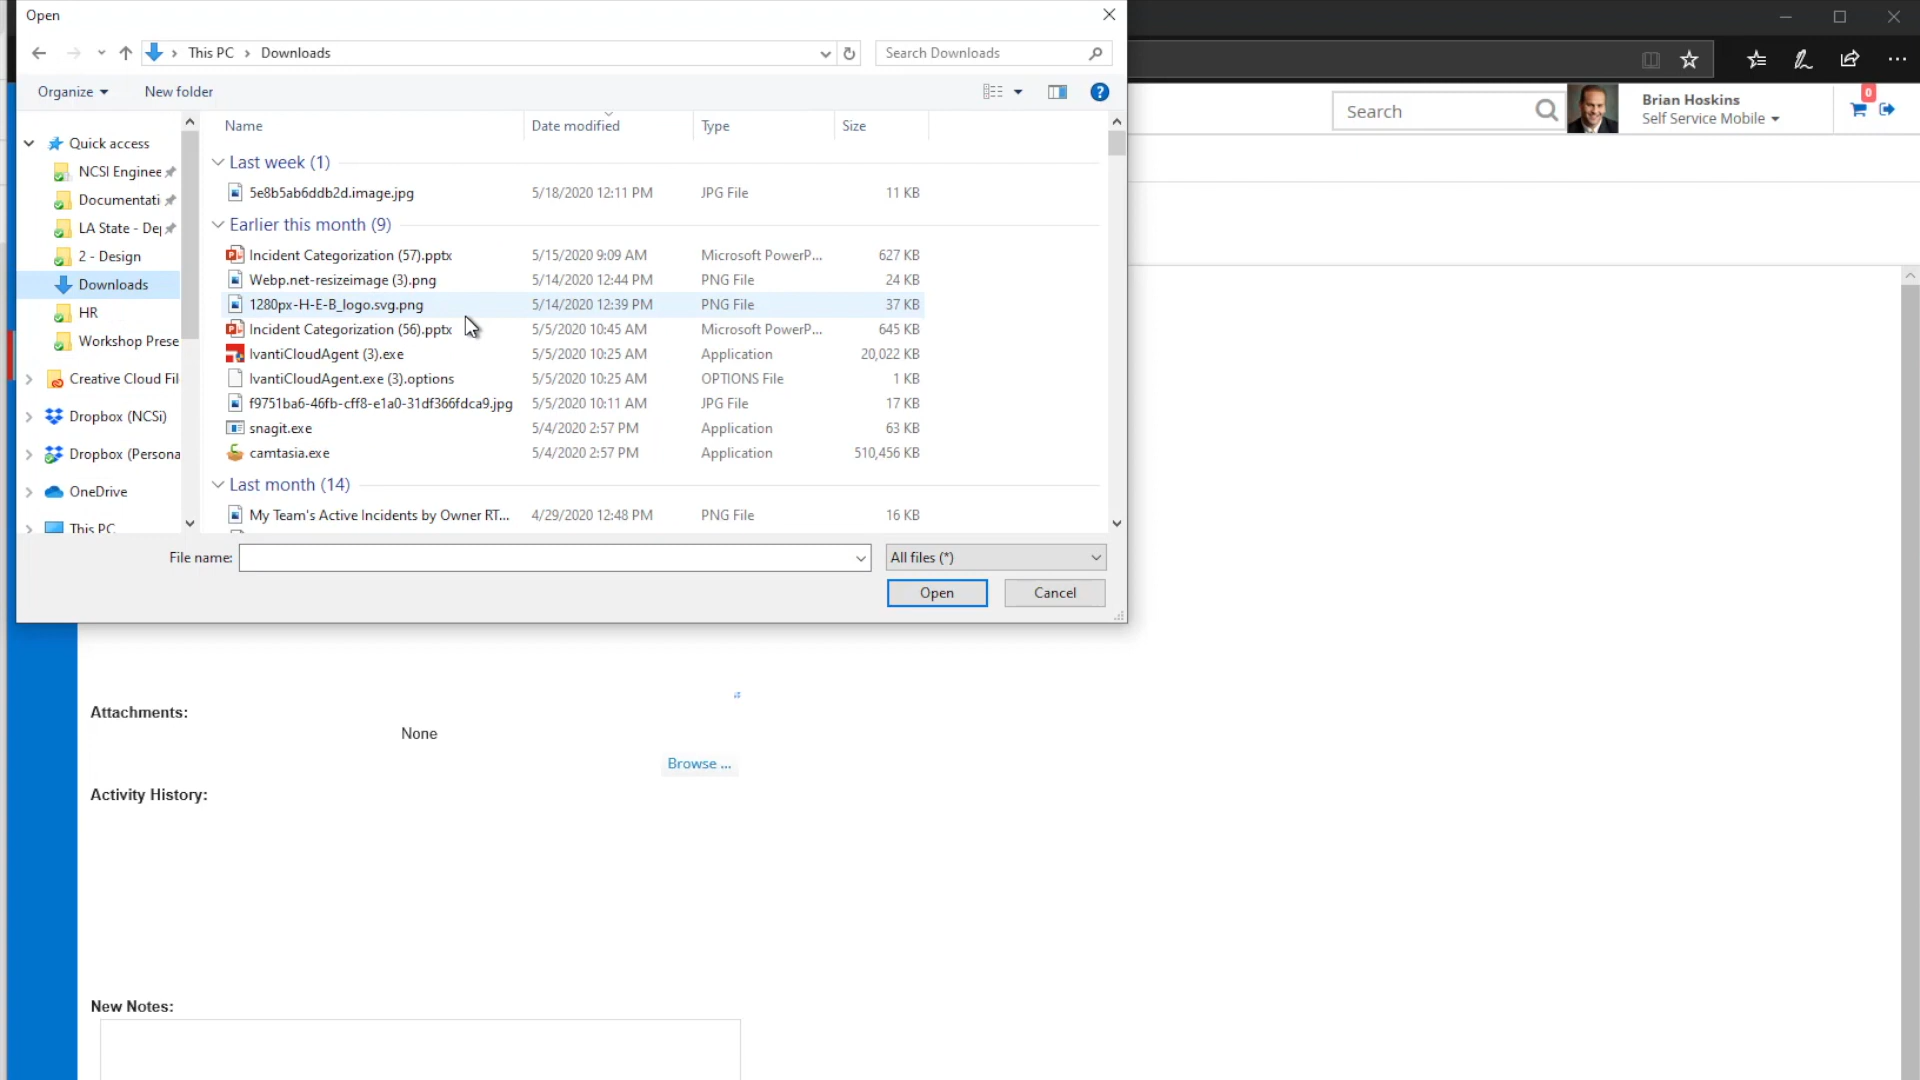 Open
This PC > Downloads
Search Downloads
Organize
New folder
Name
Date modified
Type
Size
Quick access
NCSI Enginee
Documentati
LA State - De
2 - Design
Downloads
HR
Workshop Prese
Creative Cloud Fil
Dropbox (NCSi)
Dropbox (Persona
OneDrive
This PC
Last week (1)
5e8b5ab6ddb2d.image.jpg 5/18/2020 12:11 PM JPG File 11 KB
Earlier this month (9)
Incident Categorization (57).pptx 5/15/2020 9:09 AM Microsoft PowerP... 627 KB
Webp.net-resizeimage (3).png 5/14/2020 12:44 PM PNG File 24 KB
1280px-H-E-B_logo.svg.png 5/14/2020 12:39 PM PNG File 37 KB
Incident Categorization (56).pptx 5/5/2020 10:45 AM Microsoft PowerP... 645 KB
IvantiCloudAgent (3).exe 5/5/2020 10:25 AM Application 20,022 KB
IvantiCloudAgent.exe (3).options 5/5/2020 10:25 AM OPTIONS File 1 KB
f9751ba6-46fb-cff8-e1a0-31df366fdca9.jpg 5/5/2020 10:11 AM JPG File 17 KB
snagit.exe 5/4/2020 2:57 PM Application 63 KB
camtasia.exe 5/4/2020 2:57 PM Application 510,456 KB
Last month (14)
My Team's Active Incidents by Owner RT... 4/29/2020 12:48 PM PNG File 16 KB
File name:
All files (*)
Open
Cancel
Search
Brian Hoskins
Self Service Mobile
0
Attachments:
None
Browse ...
Activity History:
New Notes: